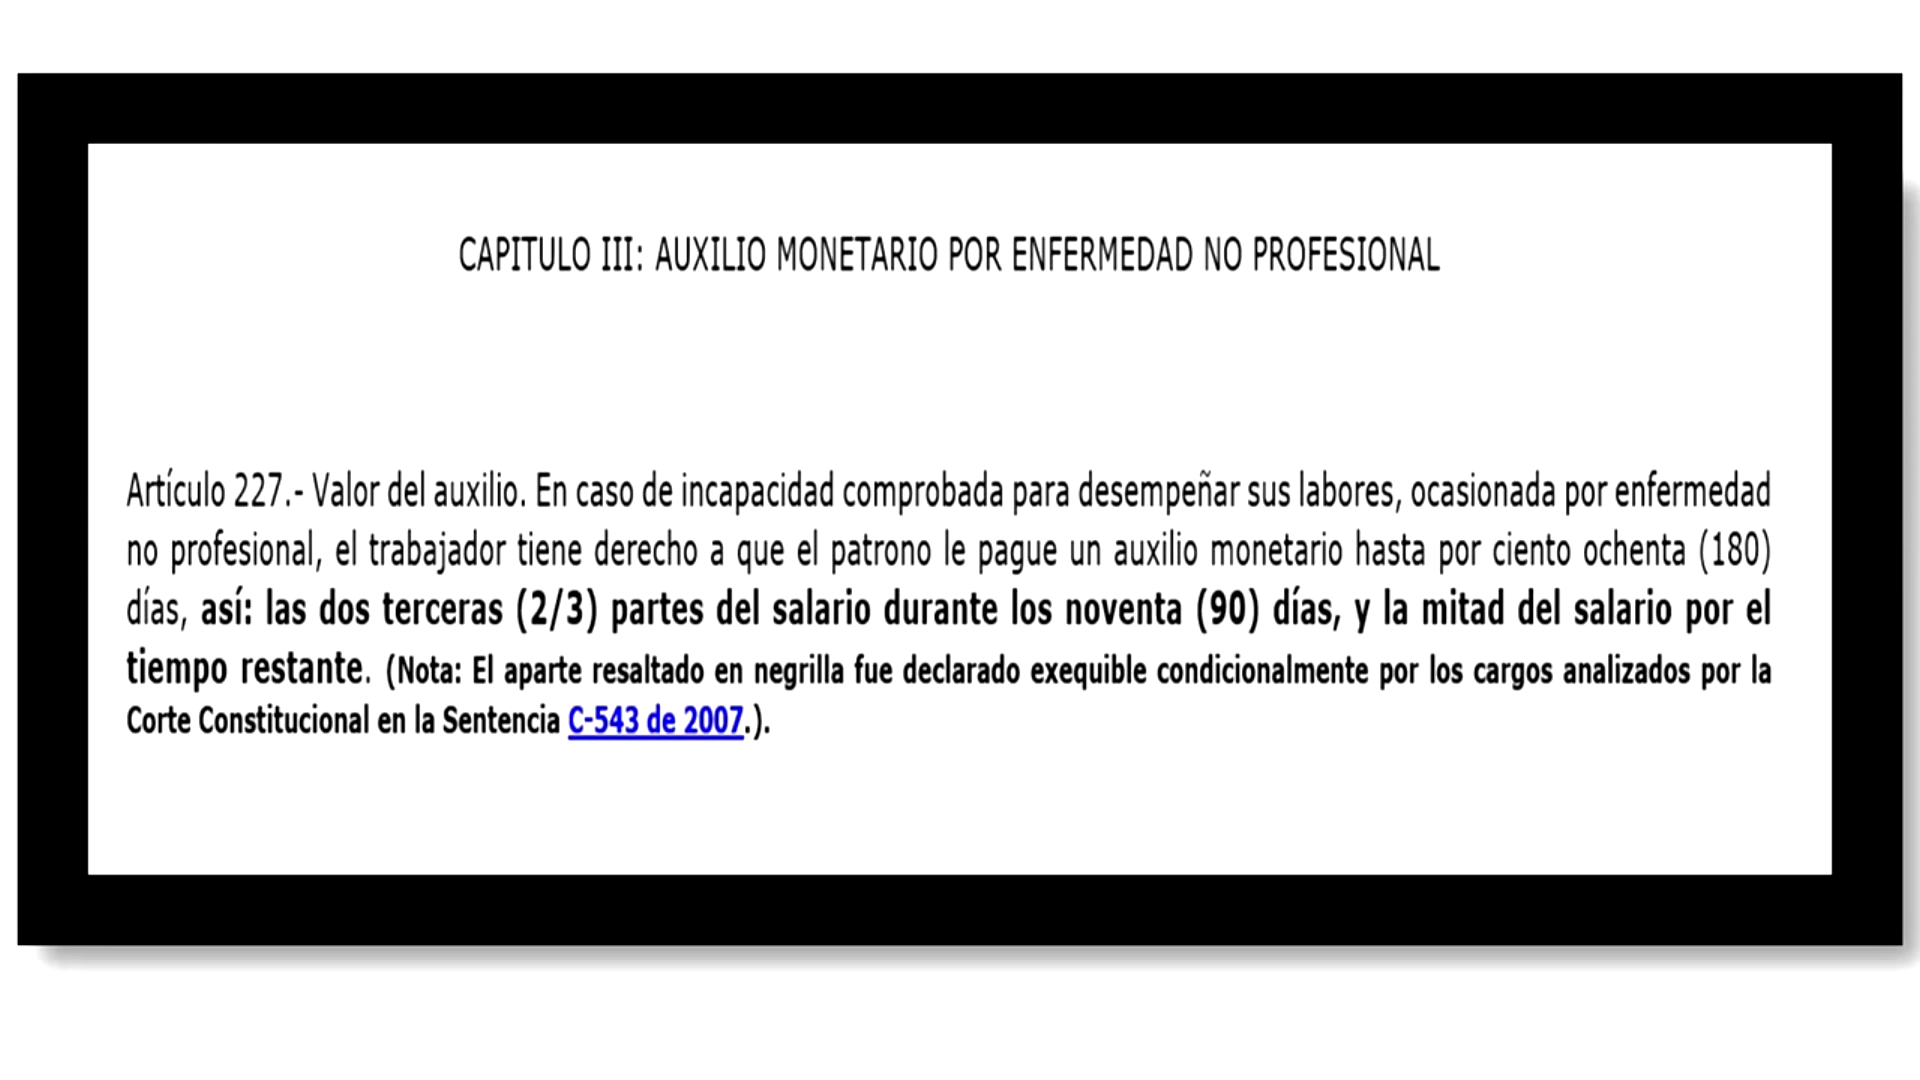 CAPITULO III: AUXILIO MONETARIO POR ENFERMEDAD NO PROFESIONAL
Artículo 227.- Valor del auxilio. En caso de incapacidad comprobada para desempeñar sus labores, ocasionada por enfermedad
no profesional, el trabajador tiene derecho a que el patrono le pague un auxilio monetario hasta por ciento ochenta (180)
días, así: las dos terceras (2/3) partes del salario durante los noventa (90) días, y la mitad del salario por el
tiempo restante. (Nota: El aparte resaltado en negrilla fue declarado exequible condicionalmente por los cargos analizados por la
Corte Constitucional en la Sentencia C-543 de 2007.).